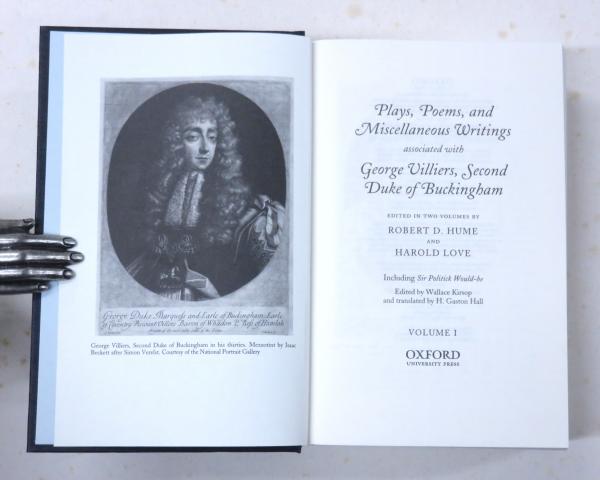 George Duke, Marquess and Earle of Buckingham, Earle
of Coventry Viscount Villers Baron of Whaddon
George Villiers, Second Duke of Buckingham in his thirties. Mezzotint by Isaac
Beckett after Simon Verelst. Courtesy of the National Portrait Gallery
Plays, Poems, and
Miscellaneous Writings
associated with
George Villiers, Second
Duke of Buckingham
EDITED IN TWO VOLUMES BY
ROBERT D. HUME
AND
HAROLD LOVE
Including Sir Politick Would-be
Edited by Wallace Kirsop
and translated by H. Gaston Hall
VOLUME I
OXFORD
UNIVERSITY PRESS